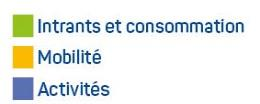 Intrants et consommation
Mobilité
Activités